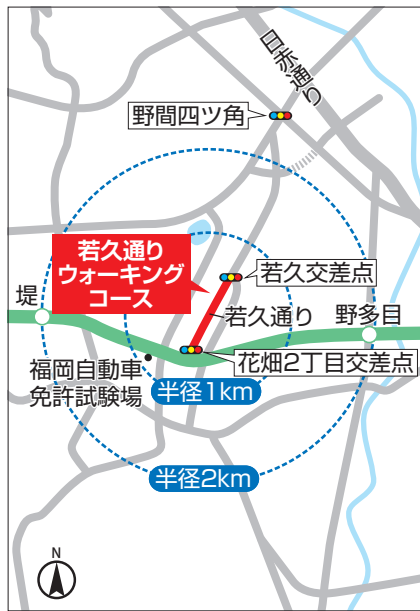 日赤通り
野間四ツ角
若久通り
ウォーキング
コース
若久交差点
堤
若久通り
野多目
花畑2丁目交差点
福岡自動車
免許試験場
半径1km
半径2km
N